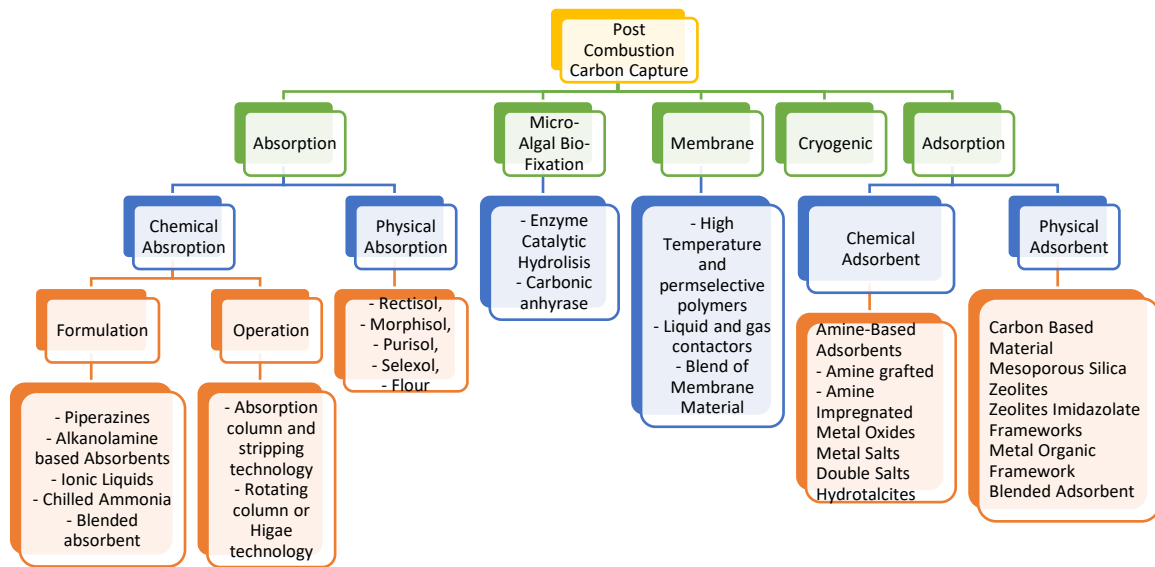 Post
Combustion
Carbon Capture
Absorption
Micro-
Algal Bio-
Fixation
Membrane
Cryogenic
Adsorption
Chemical
Absroption
Physical
Absorption
- Enzyme
Catalytic
Hydrolisis
- Carbonic
anhyrase
- High
Temperature
and
permselective
polymers
- Liquid and gas
contactors
- Blend of
Membrane
Material
Chemical
Adsorbent
Physical
Adsorbent
Formulation
Operation
- Rectisol,
- Morphisol,
- Purisol,
- Selexol,
- Flour
Amine-Based
Adsorbents
- Amine grafted
- Amine
Impregnated
Metal Oxides
Metal Salts
Double Salts
Hydrotalcites
Carbon Based
Material
Mesoporous Silica
Zeolites
Zeolites Imidazolate
Frameworks
Metal Organic
Framework
Blended Adsorbent
- Piperazines
- Alkanolamine
based Absorbents
- Ionic Liquids
- Chilled Ammonia
- Blended
absorbent
- Absorption
column and
stripping
technology
- Rotating
column or
Higae
technology